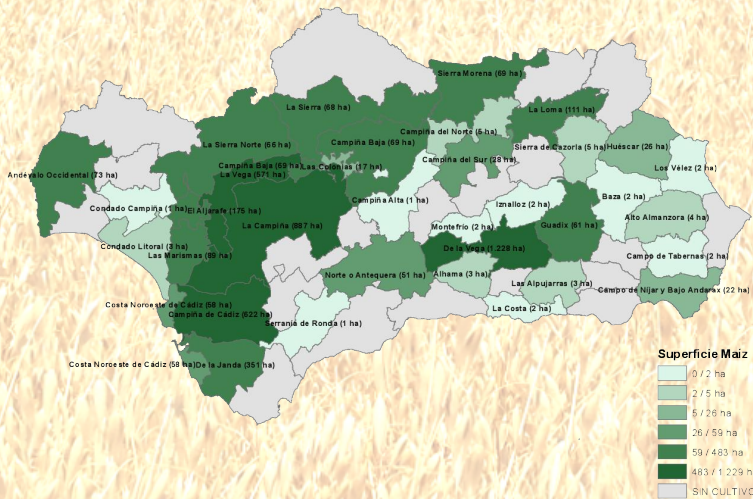 Sierra Morena (69 ha)
La Sierra (68 ha)
La Loma (111 ha)
Campiña del Norte (5 ha)
La Sierra Norte (66 ha)
Campiña Baja (69 ha)
Sierra de Cazorla (5 ha)
Huéscar (26 ha)
Campiña Baja (69 ha)
Las Colonias (17 ha)
Campiña del Sur (28 ha)
Los Vélez (2 ha)
Andévalo Occidental (73 ha)
La Vega (571 ha)
Campiña Alta (1 ha)
Iznalloz (2 ha)
Baza (2 ha)
Condado Campiña (1 ha)
El Aljarafe (175 ha)
La Campiña (887 ha)
Montefrío (2 ha)
Guadix (61 ha)
Alto Almanzora (4 ha)
Condado Litoral (3 ha)
Las Marismas (89 ha)
De la Vega (1.228 ha)
Campo de Tabernas (2 ha)
Norte o Antequera (51 ha)
Alhama (3 ha)
Las Alpujarras (3 ha)
Campo de Níjar y Bajo Andarax (22 ha)
Costa Noroeste de Cádiz (58 ha)
Campiña de Cádiz (622 ha)
Serranía de Ronda (1 ha)
La Costa (2 ha)
Costa Noroeste de Cádiz (58 ha)
De la Janda (351 ha)
Superficie Maiz
0 / 2 ha
2 / 5 ha
5 / 26 ha
26 / 59 ha
59 / 483 ha
483 / 1.229 h
SIN CULTIVO